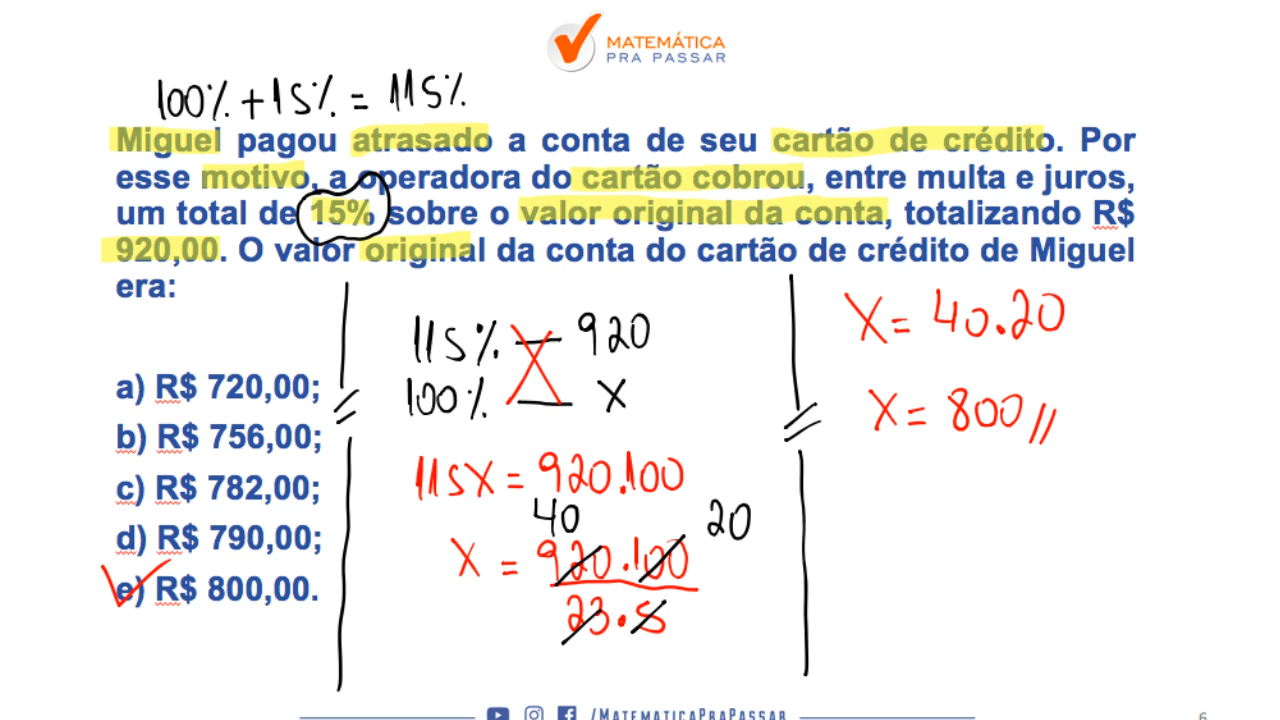 MATEMÁTICA
PRA PASSAR
100% + 15% = 115%
Miguel pagou atrasado a conta de seu cartão de crédito. Por
esse motivo, a operadora do cartão cobrou, entre multa e juros,
um total de 15% sobre o valor original da conta, totalizando R$
920,00. O valor original da conta do cartão de crédito de Miguel
era:
a) R$ 720,00;
b) R$ 756,00;
c) R$ 782,00;
d) R$ 790,00;
e) R$ 800,00.
115% — 920
100% — X
115X = 920.100
40 20
X = 920.100
23.5
X = 40.20
X = 800//
/MATEMATICAPRAPASSAR
6